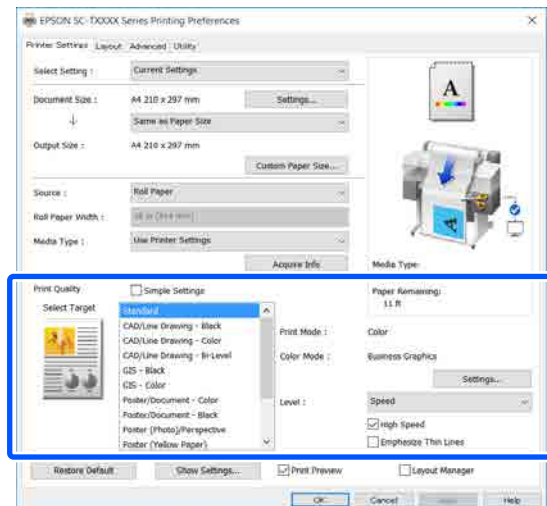 EPSON SC-TXXXX Series Printing Preferences
Printer Settings Layout Advanced Utility
Select Setting : Current Settings
Document Size : A4 210 x 297 mm Settings...
Same as Paper Size
Output Size : A4 210 x 297 mm
Custom Paper Size...
Source : Roll Paper
Roll Paper Width :
Media Type : Use Printer Settings
Acquire Info
Media Type:
Print Quality Simple Settings
Paper Remaining:
Select Target Standard
11 ft
CAD/Line Drawing - Black
Print Mode : Color
CAD/Line Drawing - Color
CAD/Line Drawing - Bi-Level
Color Mode : Business Graphics
GIS - Black
GIS - Color
Settings...
Poster/Document - Color
Level : Speed
Poster/Document - Black
Poster (Photo)/Perspective
High Speed
Poster (Yellow Paper)
Emphasize Thin Lines
Restore Default Show Settings... Print Preview Layout Manager
OK Cancel Help
A
A